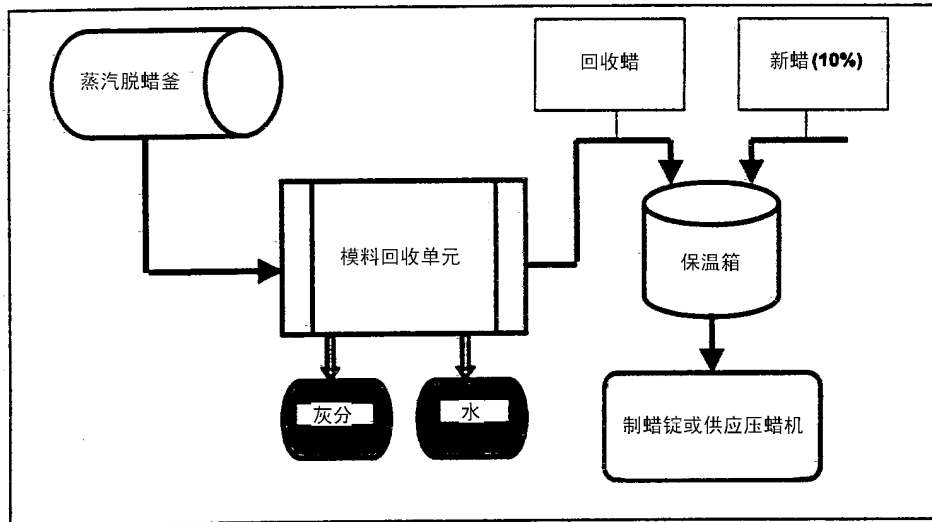 蒸汽脱蜡釜
回收蜡
新蜡(10%)
模料回收单元
保温箱
灰分
水
制蜡锭或供应压蜡机